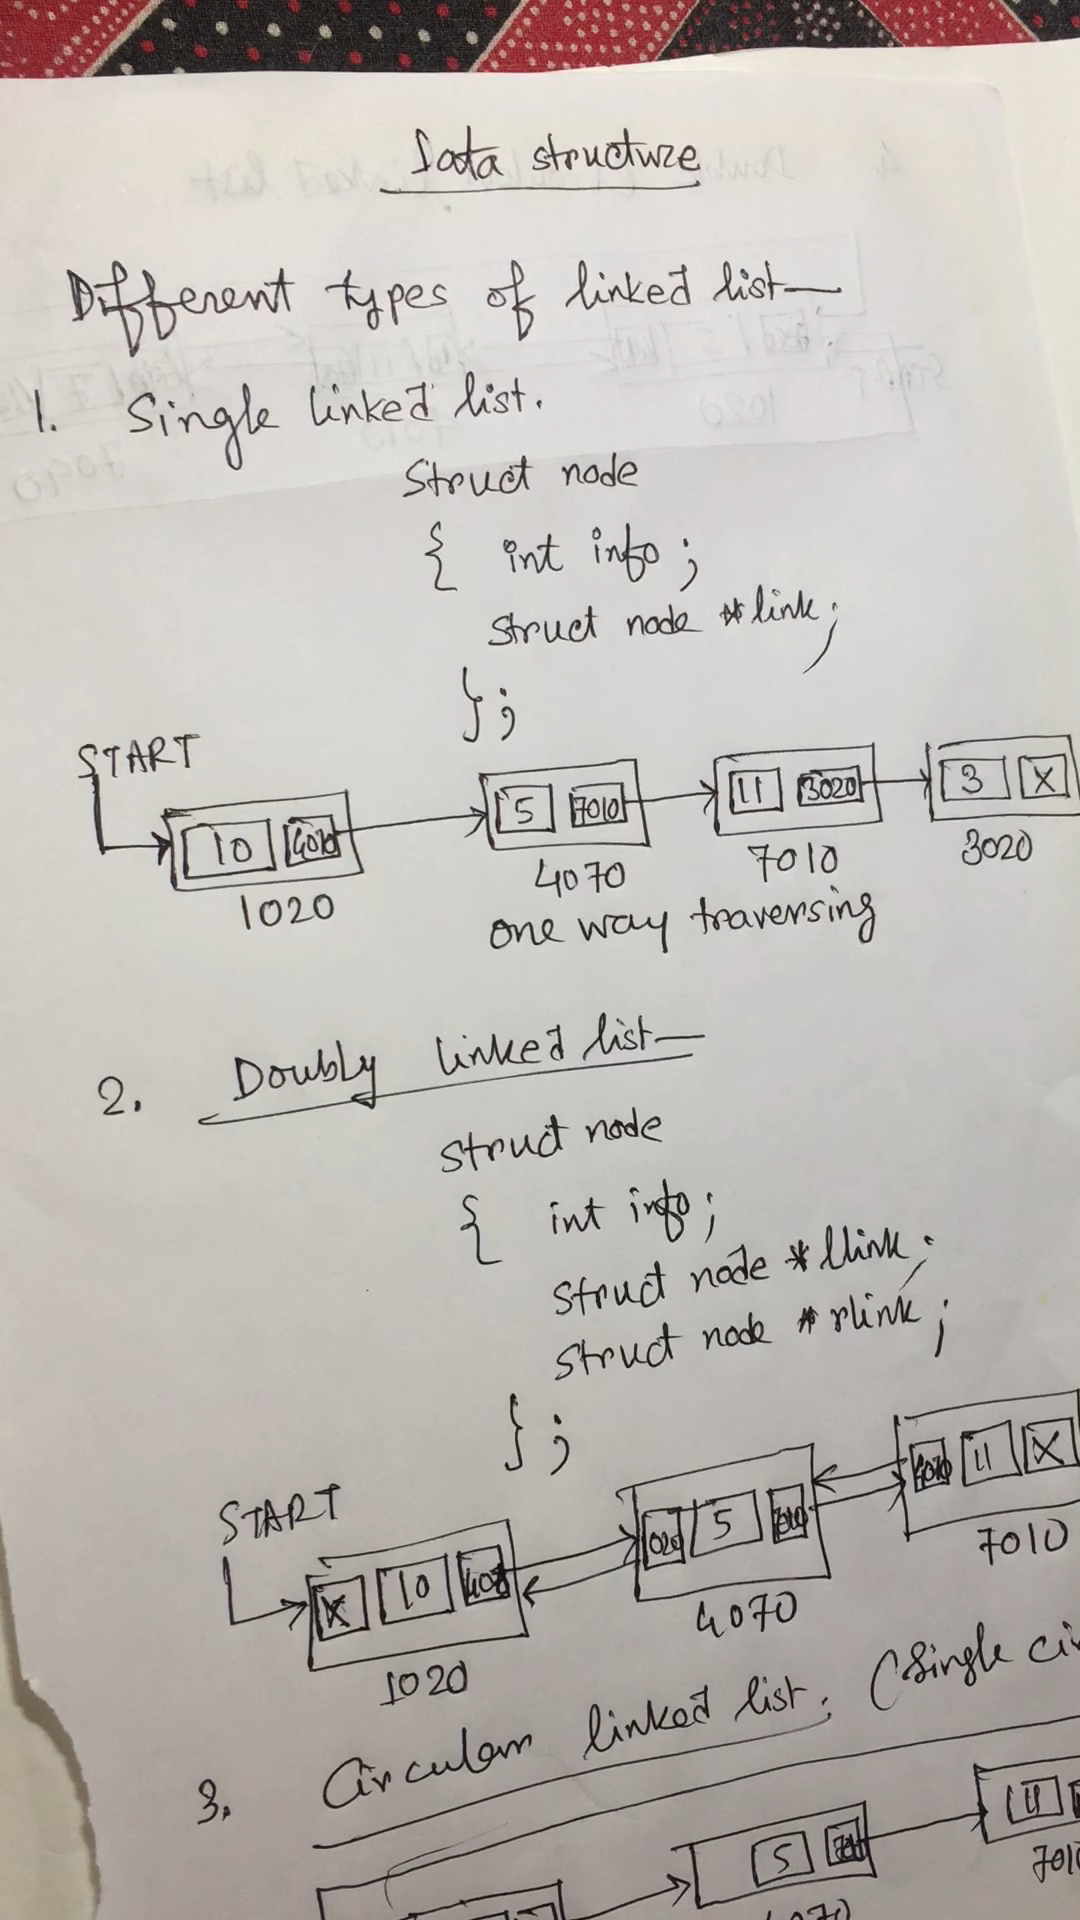 Data structure
Different types of linked list—
1. Single linked list.
Struct node
{ int info;
struct node *link;
};
START
10
5 7010
11 3020
3 X
1020
4070
7010
3020
one way traversing
2. Doubly linked list—
struct node
{ int info;
struct node *llink;
struct node *rlink;
};
START
X 10
5
4070 11 X
1020
4070
7010
3. Circular linked list. (Single
5
11